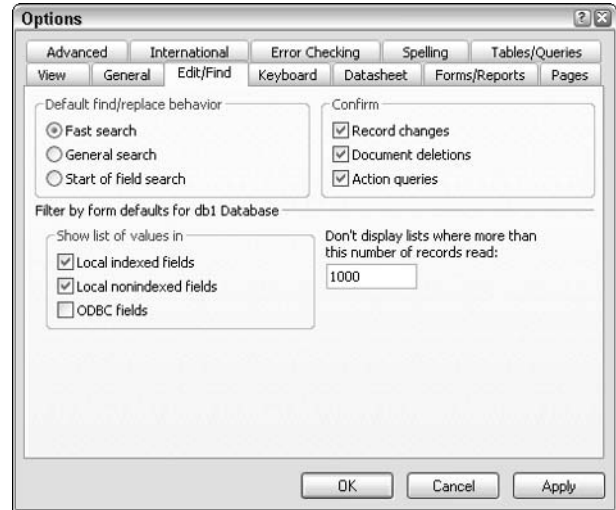 Options
Advanced International Error Checking Spelling Tables/Queries
View General Edit/Find Keyboard Datasheet Forms/Reports Pages
Default find/replace behavior
Fast search
General search
Start of field search
Confirm
Record changes
Document deletions
Action queries
Filter by form defaults for db1 Database
Show list of values in
Local indexed fields
Local nonindexed fields
ODBC fields
Don't display lists where more than
this number of records read:
1000
OK Cancel Apply